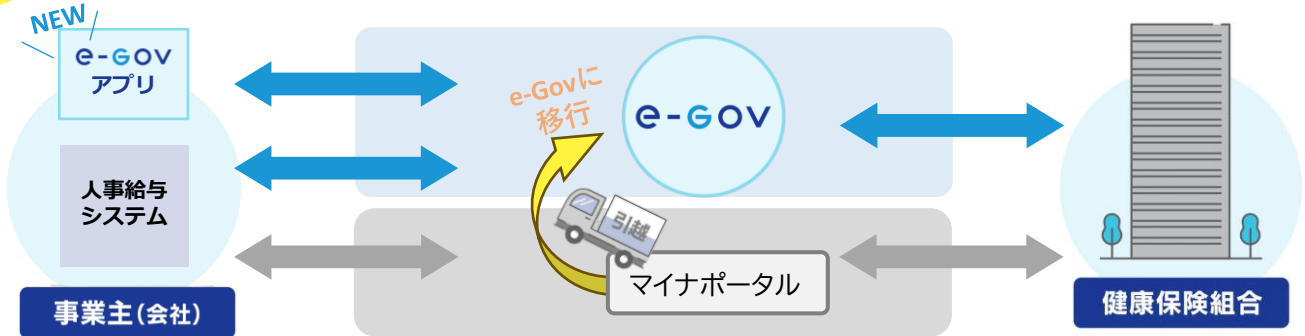 NEW
e-Gov
アプリ
人事給与
システム
事業主(会社)
e-Govに
移行
e-Gov
引越
マイナポータル
健康保険組合